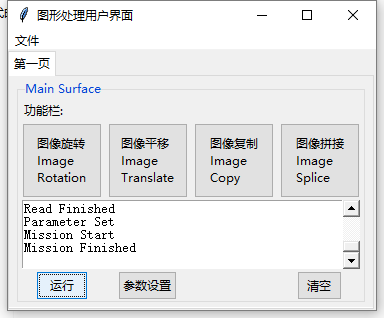 图形处理用户界面
文件
第一页
Main Surface
功能栏:
图像旋转
Image
Rotation
图像平移
Image
Translate
图像复制
Image
Copy
图像拼接
Image
Splice
Read Finished
Parameter Set
Mission Start
Mission Finished
运行
参数设置
清空